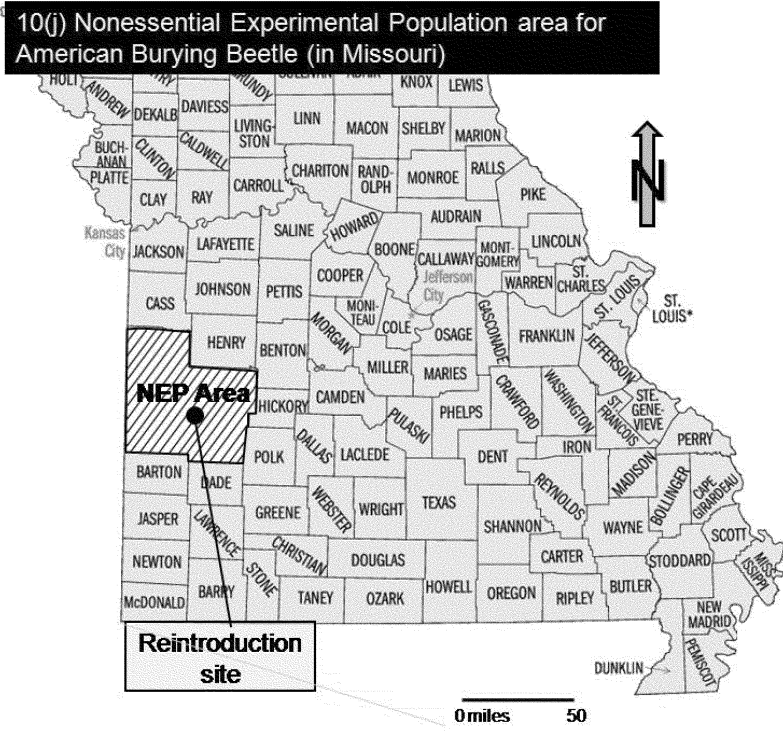 10(j) Nonessential Experimental Population area for
American Burying Beetle (in Missouri)
HOLT
KNOX
LEWIS
ANDREW
DEKALB
DAVIESS
LINN
MACON
SHELBY
MARION
BUCH-
ANAN
CLINTON
CALDWELL
LIVING-
STON
CHARITON
RAND-
OLPH
MONROE
RALLS
PIKE
N
PLATTE
CLAY
RAY
CARROLL
AUDRAIN
Kansas
City
JACKSON
LAFAYETTE
SALINE
HOWARD
BOONE
CALLAWAY
Jefferson
City
MONT-
GOMERY
LINCOLN
WARREN
ST.
CHARLES
ST. LOUIS
ST.
LOUIS*
CASS
JOHNSON
PETTIS
COOPER
MONI-
TEAU
COLE
OSAGE
GASCONADE
FRANKLIN
JEFFERSON
HENRY
BENTON
MORGAN
MILLER
MARIES
NEP Area
HICKORY
CAMDEN
PULASKI
PHELPS
CRAWFORD
WASHINGTON
ST.
FRANCOIS
STE.
GENE-
VIEVE
PERRY
POLK
DALLAS
LACLEDE
DENT
IRON
MADISON
BOLLINGER
CAPE
GIRARDEAU
BARTON
DADE
GREENE
WEBSTER
WRIGHT
TEXAS
REYNOLDS
JASPER
LAWRENCE
SHANNON
WAYNE
SCOTT
NEWTON
CHRISTIAN
STONE
DOUGLAS
CARTER
STODDARD
MISS-
ISSIPPI
McDONALD
BARRY
TANEY
OZARK
HOWELL
OREGON
RIPLEY
BUTLER
NEW
MADRID
Reintroduction
site
DUNKLIN
PEMISCOT
0 miles 50